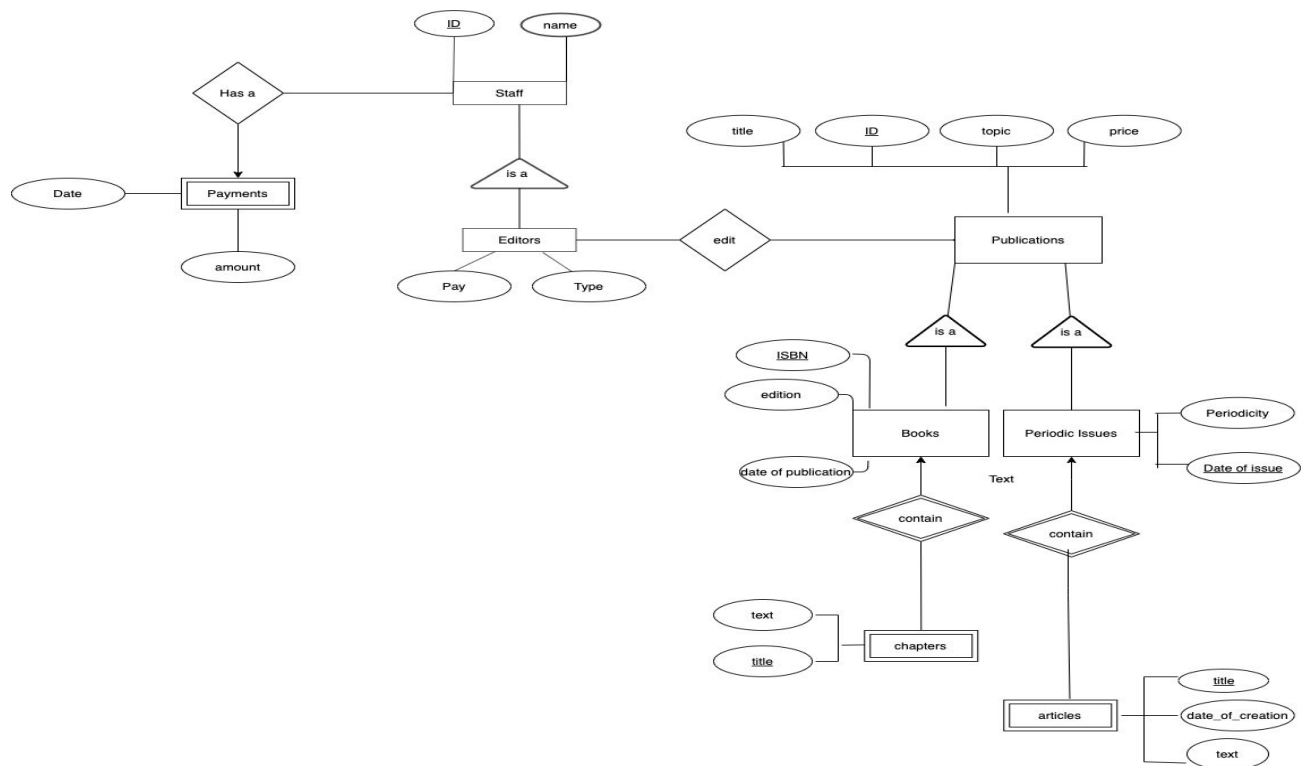 ID
name
Has a
Staff
title
ID
topic
price
is a
Date
Payments
Editors
edit
Publications
amount
Pay
Type
is a
is a
ISBN
edition
Books
Periodic Issues
Periodicity
date of publication
Text
Date of issue
contain
contain
text
chapters
title
title
articles
date_of_creation
text